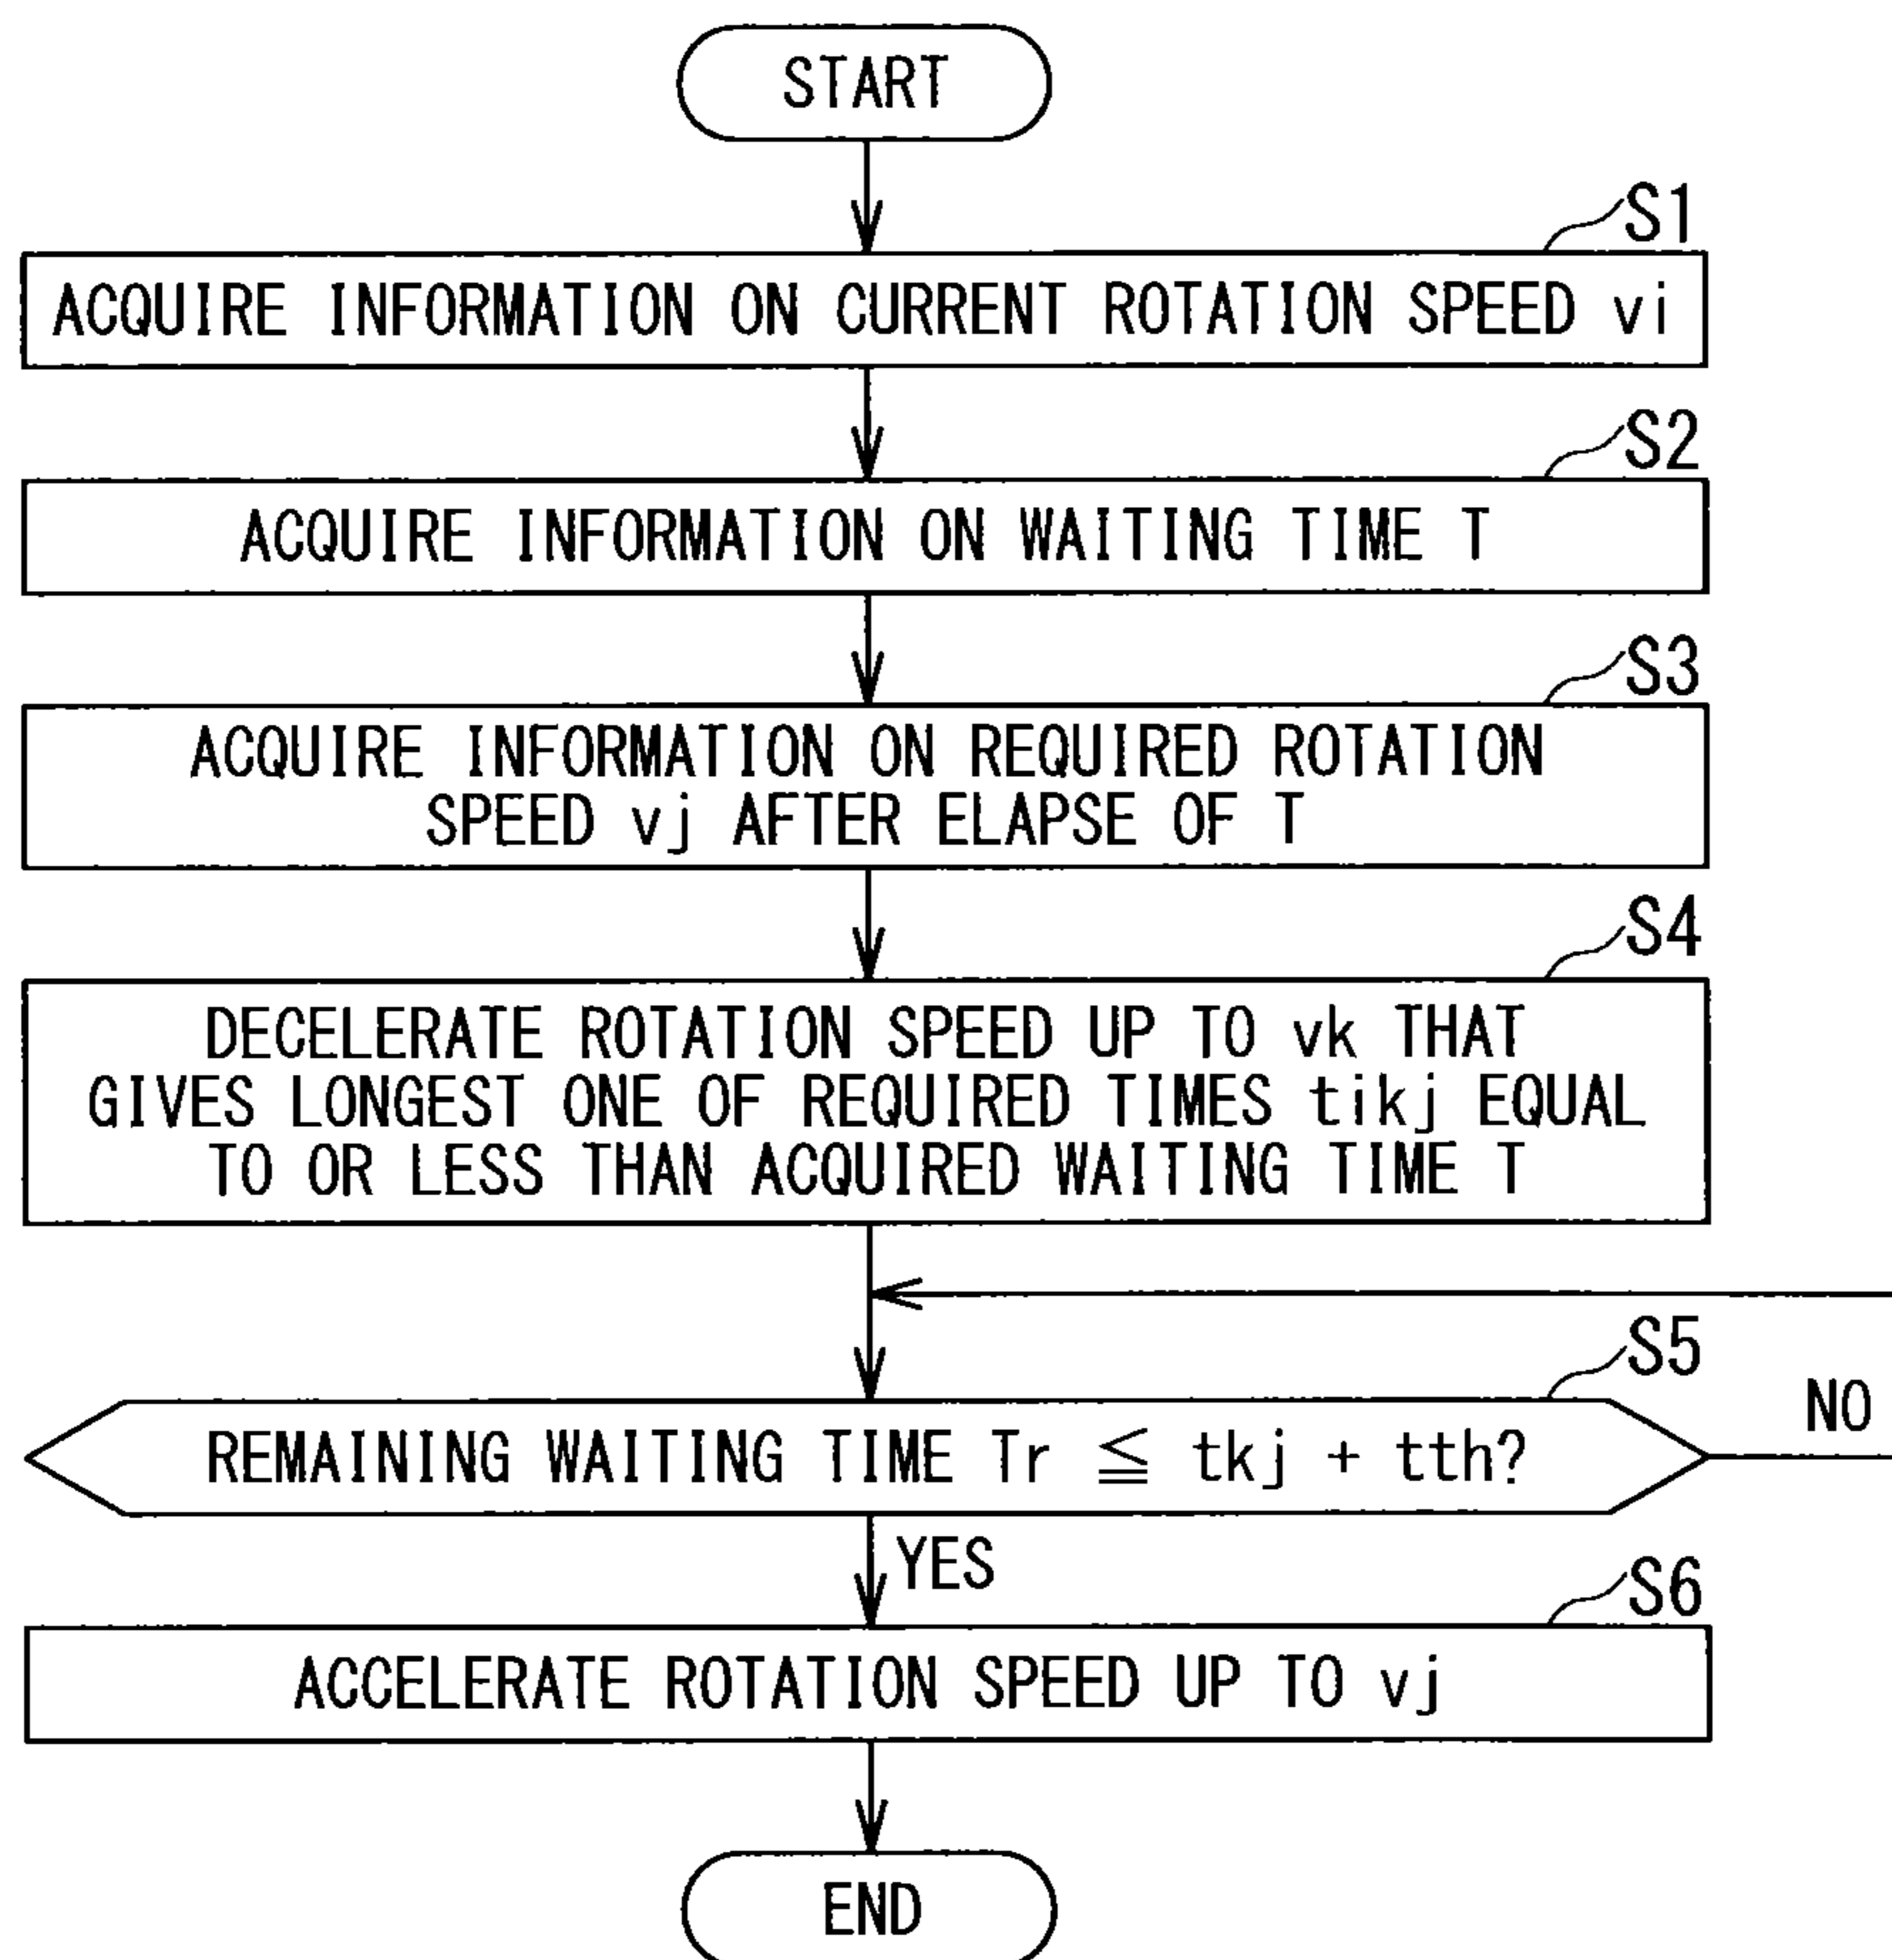 START
S1
ACQUIRE INFORMATION ON CURRENT ROTATION SPEED vi
S2
ACQUIRE INFORMATION ON WAITING TIME T
S3
ACQUIRE INFORMATION ON REQUIRED ROTATION
SPEED vj AFTER ELAPSE OF T
S4
DECELERATE ROTATION SPEED UP TO vk THAT
GIVES LONGEST ONE OF REQUIRED TIMES tikj EQUAL
TO OR LESS THAN ACQUIRED WAITING TIME T
S5
NO
REMAINING WAITING TIME Tr ≦ tkj + tth?
YES
S6
ACCELERATE ROTATION SPEED UP TO vj
END